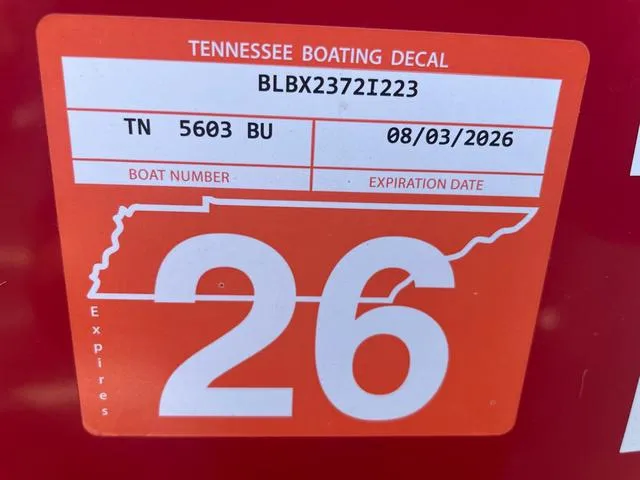 TENNESSEE BOATING DECAL
BLBX2372I223
TN 5603 BU 08/03/2026
BOAT NUMBER EXPIRATION DATE
26
Expires